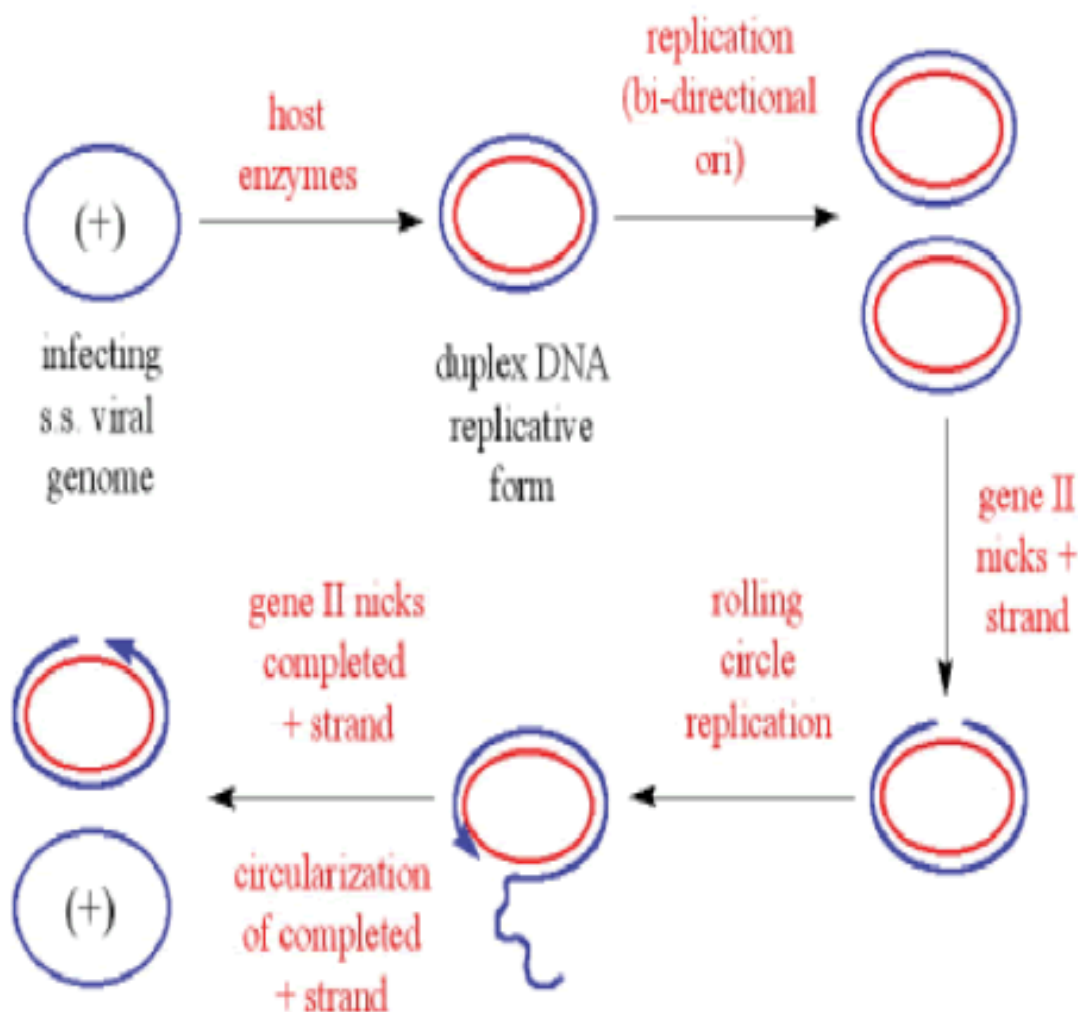 (+)
infecting
s.s. viral
genome
host
enzymes
duplex DNA
replicative
form
replication
(bi-directional
ori)
gene II
nicks +
strand
rolling
circle
replication
gene II nicks
completed
+ strand
circularization
of completed
+ strand
(+)